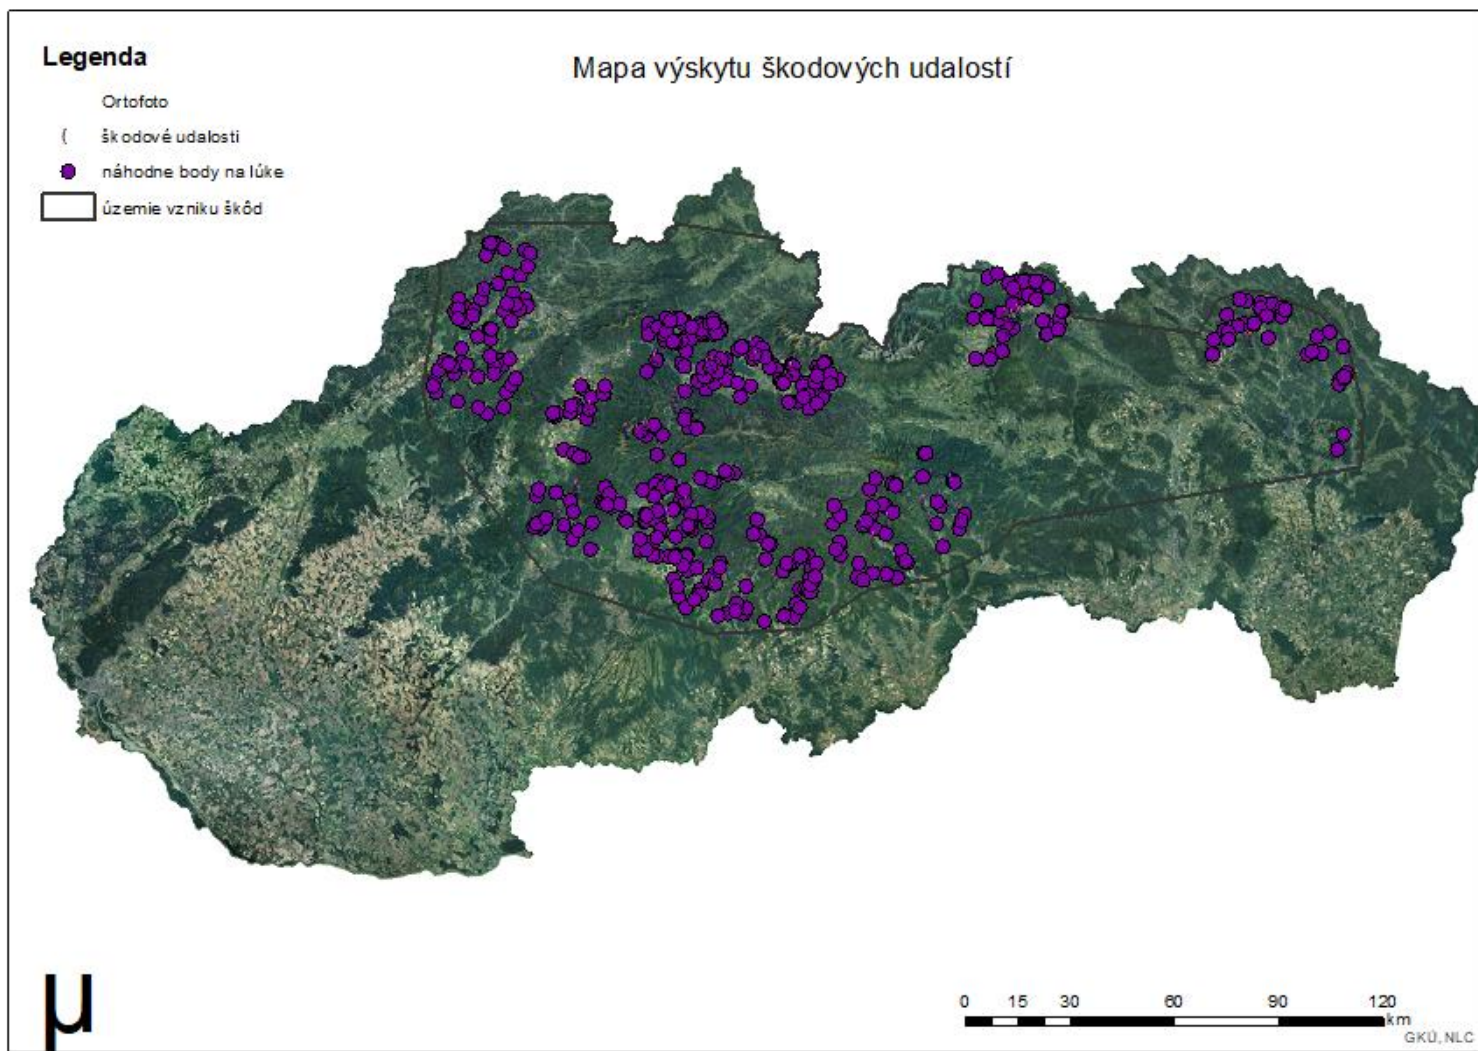 Legenda
Mapa výskytu škodových udalostí
Ortofoto
( škodové udalosti
náhodne body na lúke
územie vzniku škôd
µ
0 15 30 60 90 120
km
GKÚ, NLC